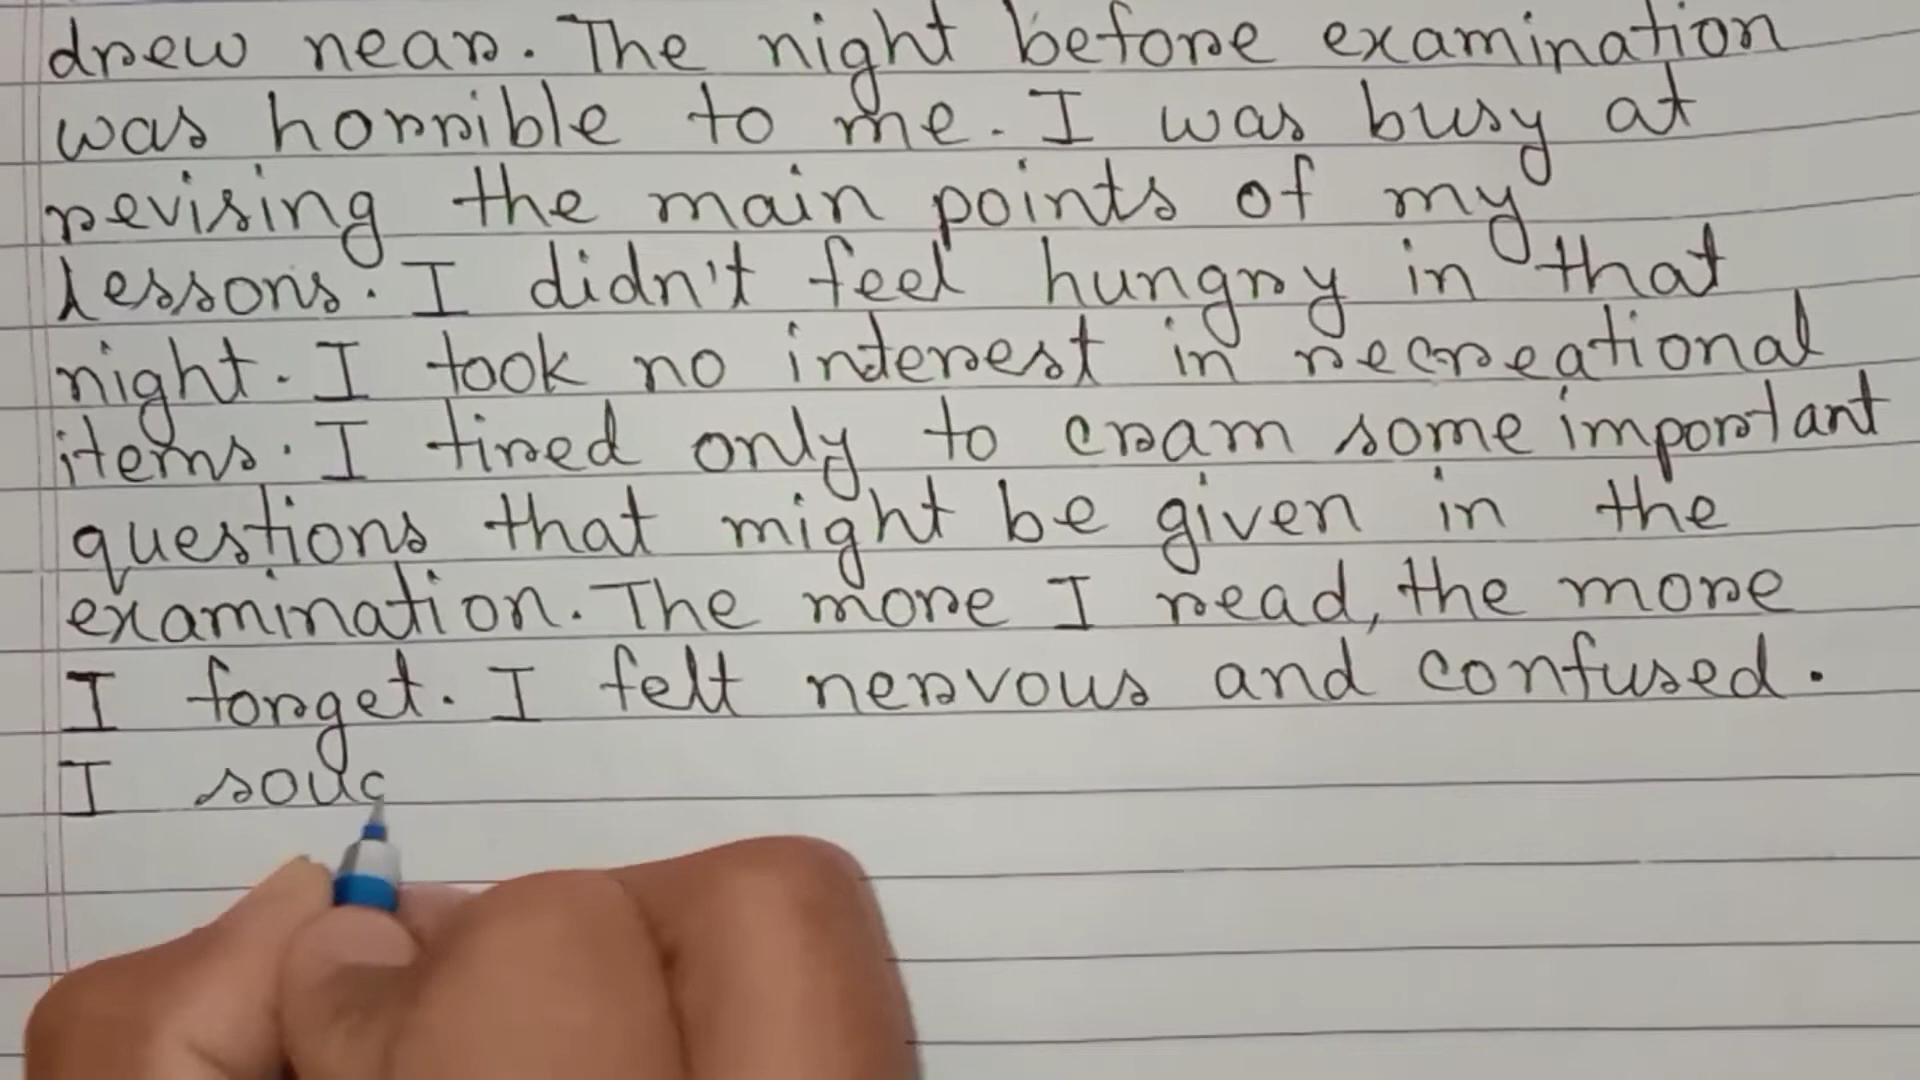 drew near. The night before examination
was horrible to me. I was busy at
revising the main points of my
lessons. I didn't feel hungry in that
night. I took no interest in recreational
items. I tired only to cram some important
questions that might be given in the
examination. The more I read, the more
I forget. I felt nervous and confused.
I